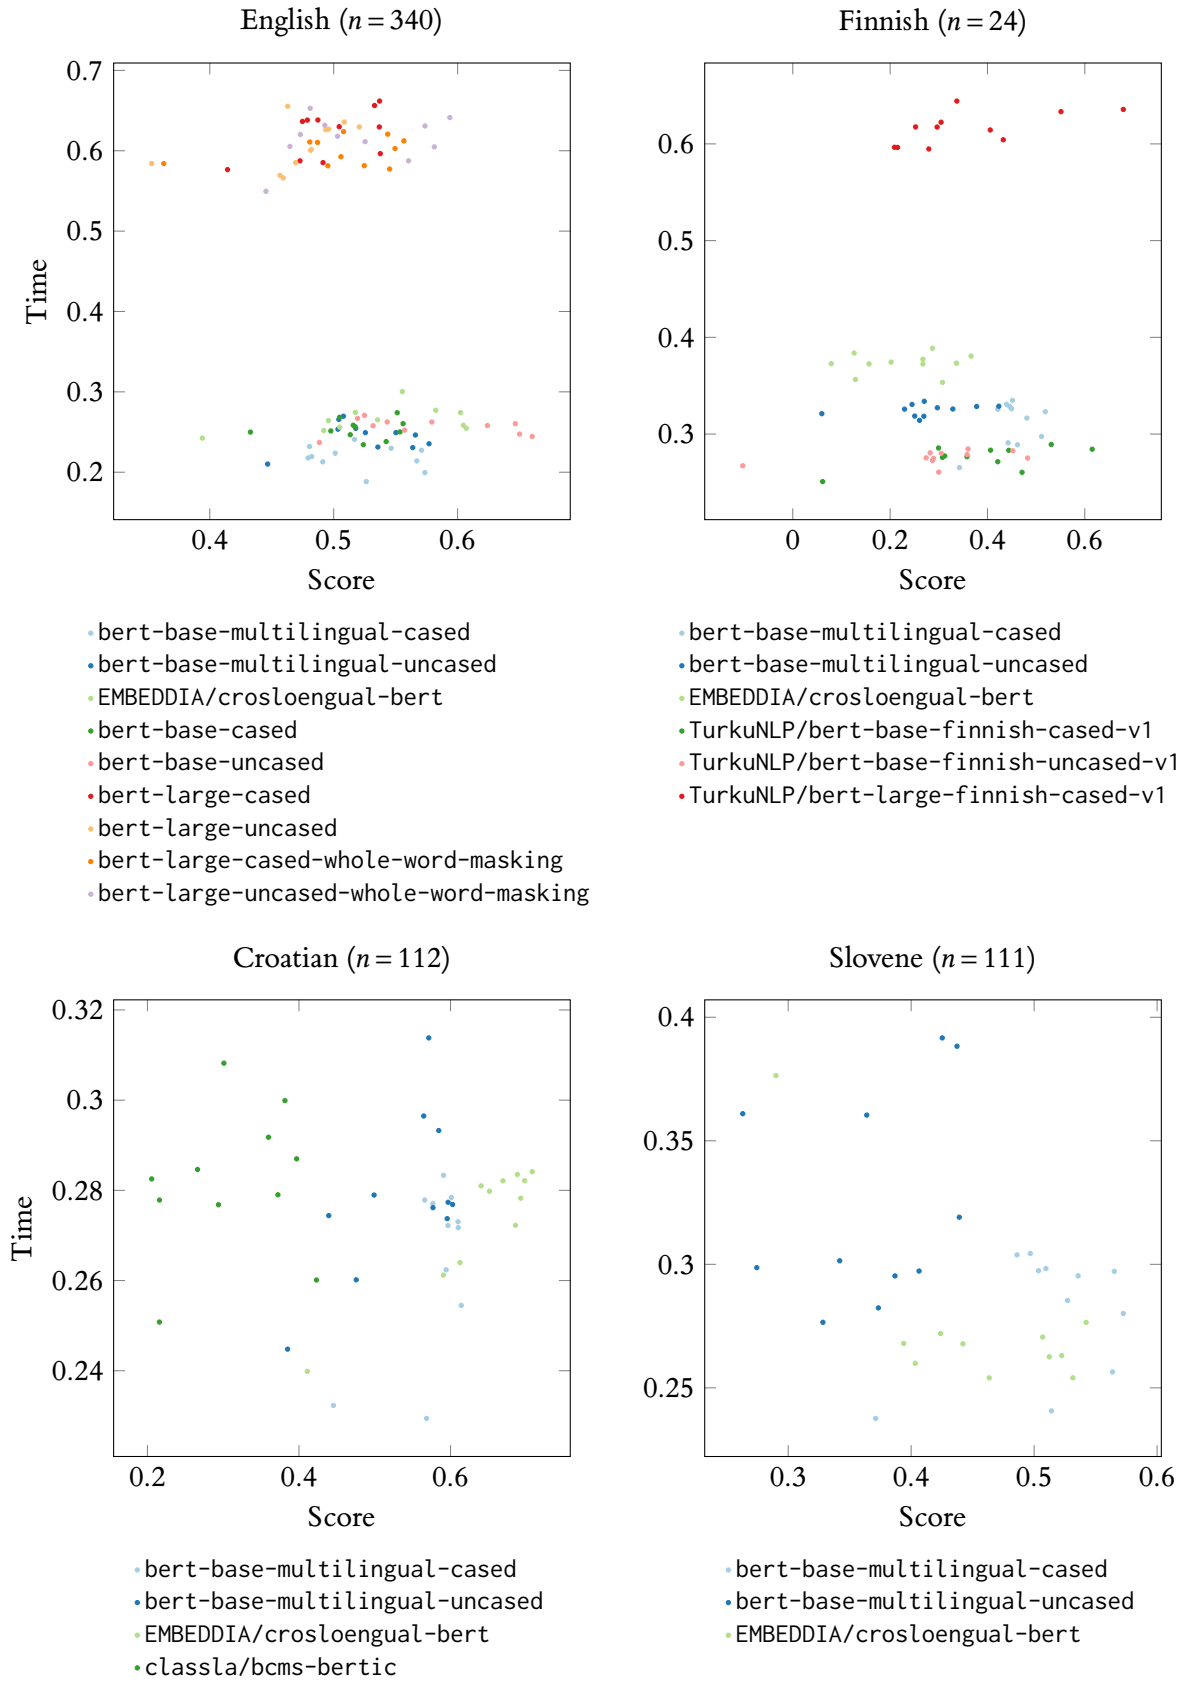 English (n = 340)
Time
0.7
0.6
0.5
0.4
0.3
0.2
0.4
0.5
0.6
Score
bert-base-multilingual-cased
bert-base-multilingual-uncased
EMBEDDIA/crosloengual-bert
bert-base-cased
bert-base-uncased
bert-large-cased
bert-large-uncased
bert-large-cased-whole-word-masking
bert-large-uncased-whole-word-masking
Finnish (n = 24)
0.6
0.5
0.4
0.3
0
0.2
0.4
0.6
Score
bert-base-multilingual-cased
bert-base-multilingual-uncased
EMBEDDIA/crosloengual-bert
TurkuNLP/bert-base-finnish-cased-v1
TurkuNLP/bert-base-finnish-uncased-v1
TurkuNLP/bert-large-finnish-cased-v1
Croatian (n = 112)
Time
0.32
0.3
0.28
0.26
0.24
0.2
0.4
0.6
Score
bert-base-multilingual-cased
bert-base-multilingual-uncased
EMBEDDIA/crosloengual-bert
classla/bcms-bertic
Slovene (n = 111)
0.4
0.35
0.3
0.25
0.3
0.4
0.5
0.6
Score
bert-base-multilingual-cased
bert-base-multilingual-uncased
EMBEDDIA/crosloengual-bert